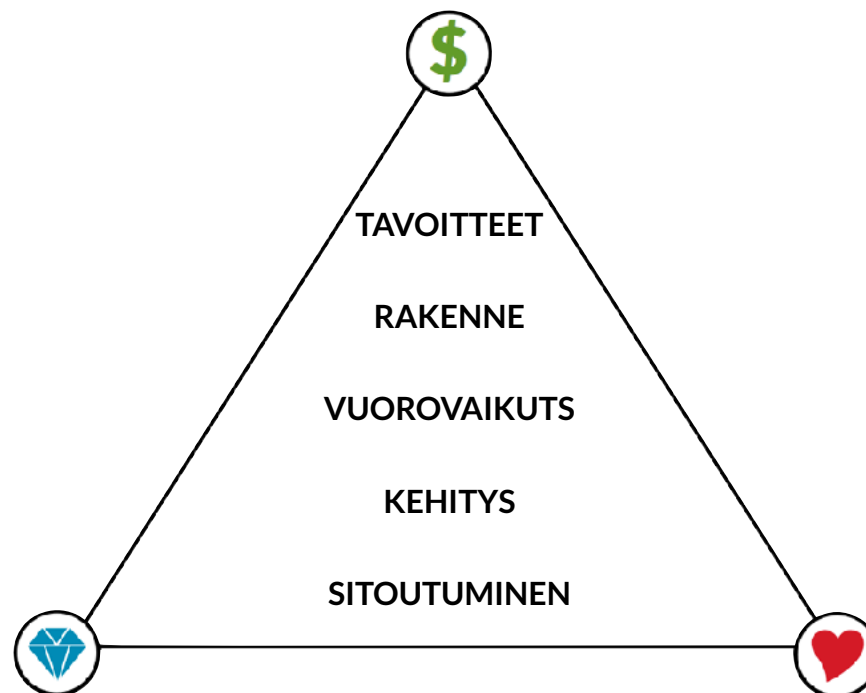 $
TAVOITTEET
RAKENNE
VUOROVAIKUTS
KEHITYS
SITOUTUMINEN